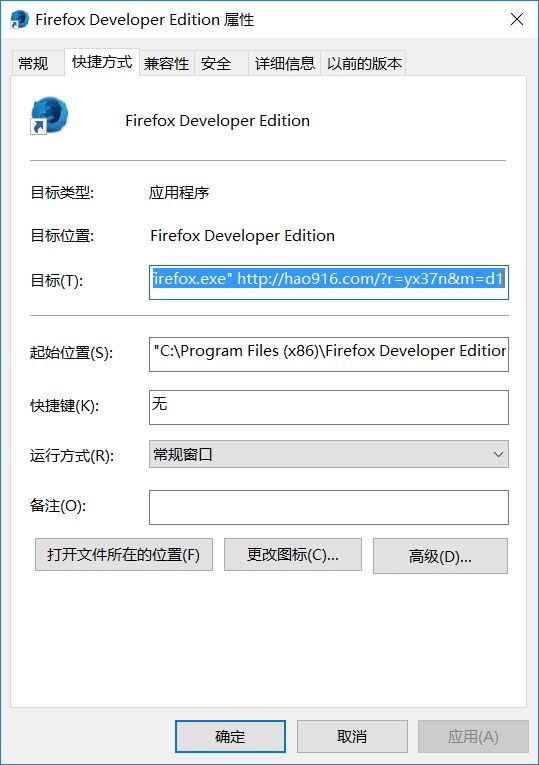 Firefox Developer Edition 属性
常规 快捷方式 兼容性 安全 详细信息 以前的版本
Firefox Developer Edition
目标类型: 应用程序
目标位置: Firefox Developer Edition
目标(T): firefox.exe" http://hao916.com/?r=yx37n&m=d1
起始位置(S): "C:\Program Files (x86)\Firefox Developer Edition
快捷键(K): 无
运行方式(R): 常规窗口
备注(O):
打开文件所在的位置(F) 更改图标(C)... 高级(D)...
确定 取消 应用(A)